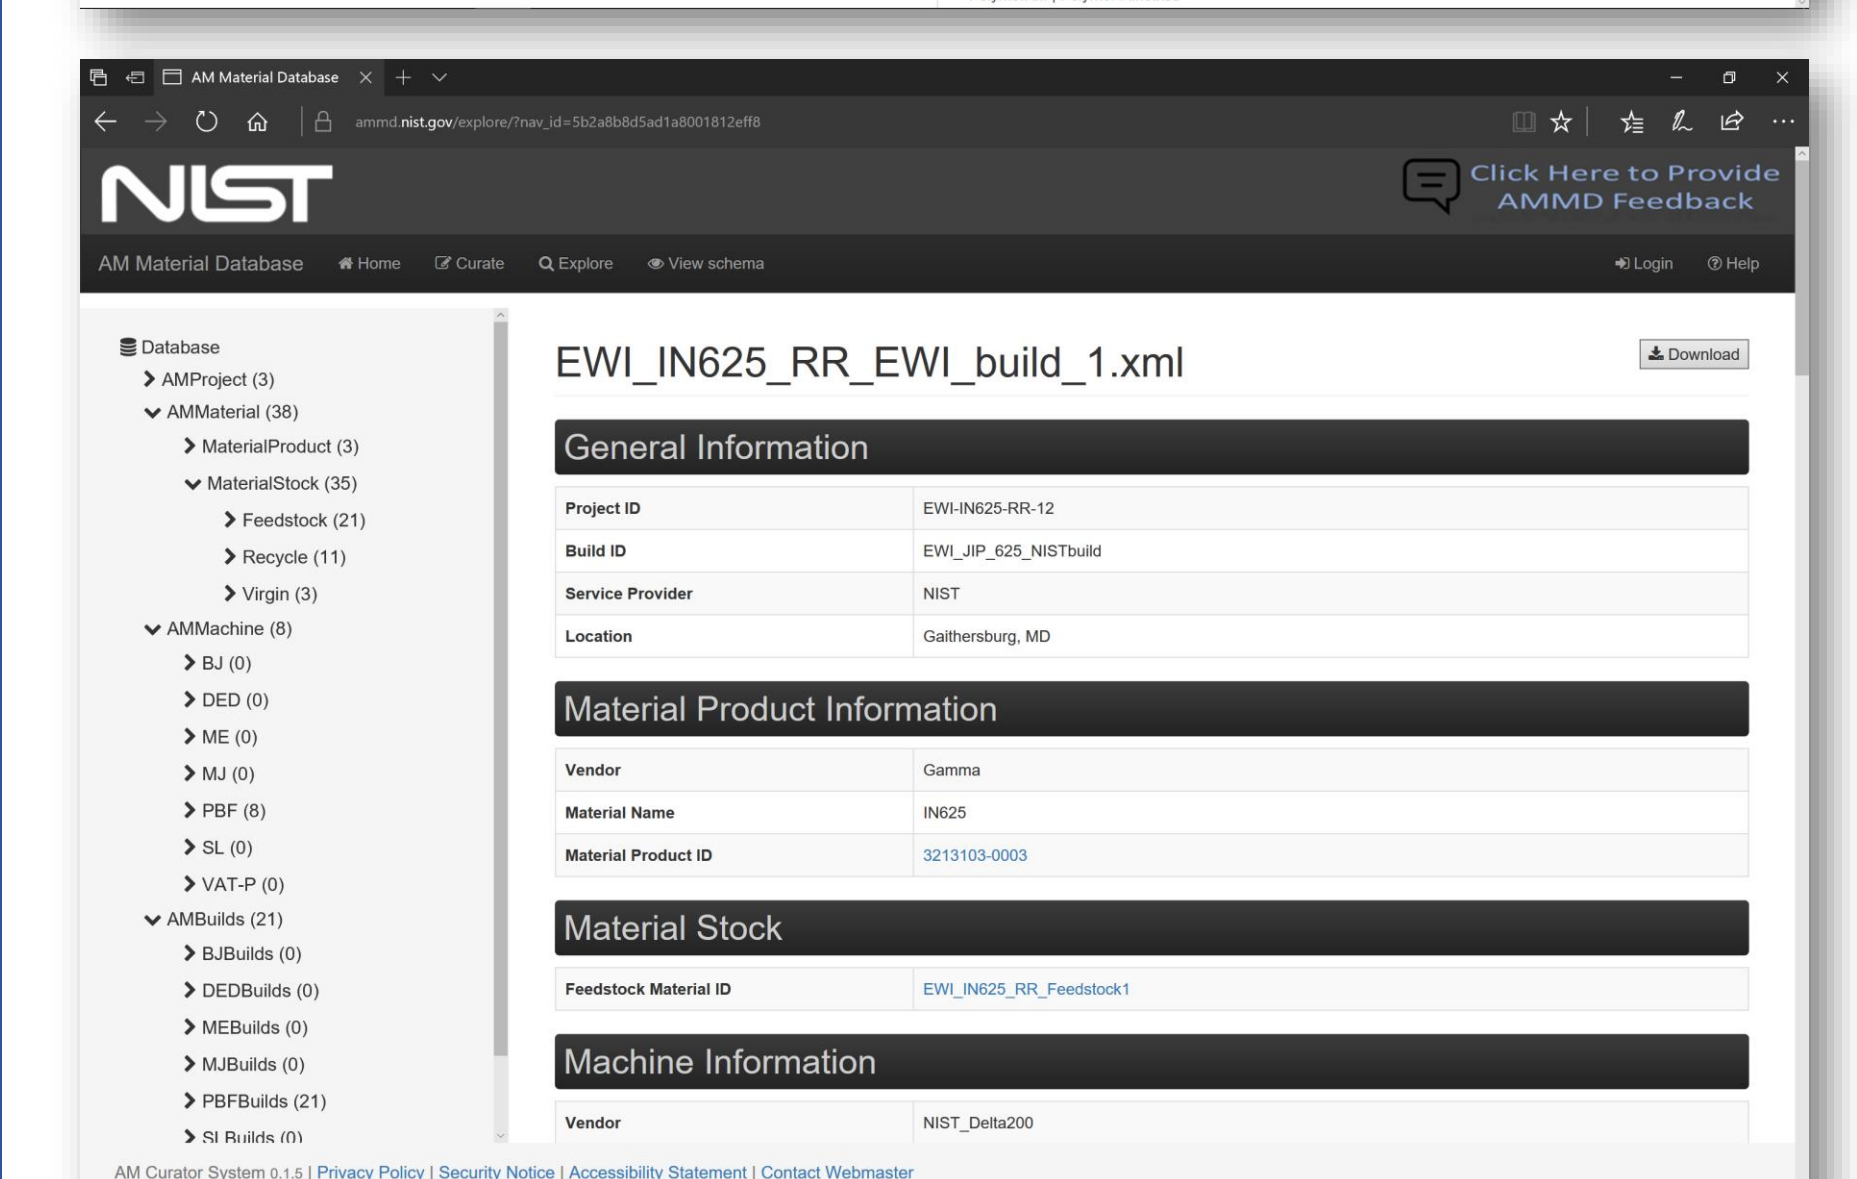 AM Material Database
ammd.nist.gov/explore/?nav_id=5b2a8b8d5ad1a8001812eff8
NIST
Click Here to Provide
AMMD Feedback
AM Material Database Home Curate Explore View schema Login Help
Database
AMProject (3)
AMMaterial (38)
MaterialProduct (3)
MaterialStock (35)
Feedstock (21)
Recycle (11)
Virgin (3)
AMMachine (8)
BJ (0)
DED (0)
ME (0)
MJ (0)
PBF (8)
SL (0)
VAT-P (0)
AMBuilds (21)
BJBuilds (0)
DEDBuilds (0)
MEBuilds (0)
MJBuilds (0)
PBFBuilds (21)
SLBuilds (0)
EWI_IN625_RR_EWI_build_1.xml
Download
General Information
Project ID EWI-IN625-RR-12
Build ID EWI_JIP_625_NISTbuild
Service Provider NIST
Location Gaithersburg, MD
Material Product Information
Vendor Gamma
Material Name IN625
Material Product ID 3213103-0003
Material Stock
Feedstock Material ID EWI_IN625_RR_Feedstock1
Machine Information
Vendor NIST_Delta200
AM Curator System 0.1.5 | Privacy Policy | Security Notice | Accessibility Statement | Contact Webmaster